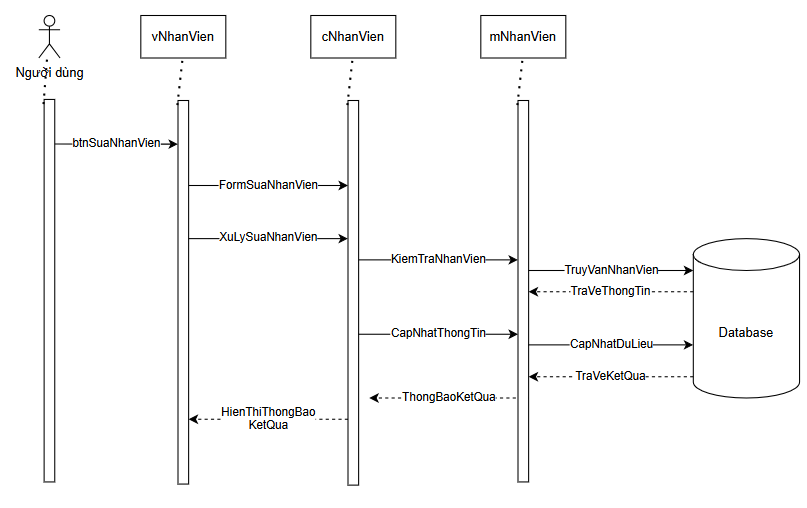 vNhanVien
cNhanVien
mNhanVien
Người dùng
btnSuaNhanVien
FormSuaNhanVien
XuLySuaNhanVien
KiemTraNhanVien
TruyVanNhanVien
TraVeThongTin
CapNhatThongTin
Database
CapNhatDuLieu
TraVeKetQua
ThongBaoKetQua
HienThiThongBao
KetQua